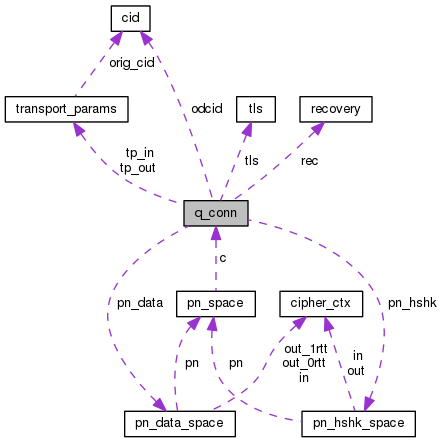 cid
orig_cid
odcid
transport_params
tls
recovery
tp_in
tp_out
tls
rec
q_conn
c
pn_data
pn_space
cipher_ctx
pn_hshk
pn
pn
out_1rtt
out_0rtt
in
in
out
pn_data_space
pn_hshk_space